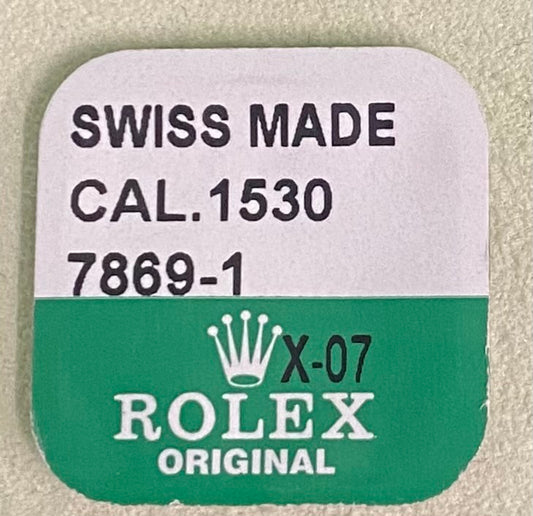 SWISS MADE
CAL.1530
7869-1
X-07
ROLEX
ORIGINAL